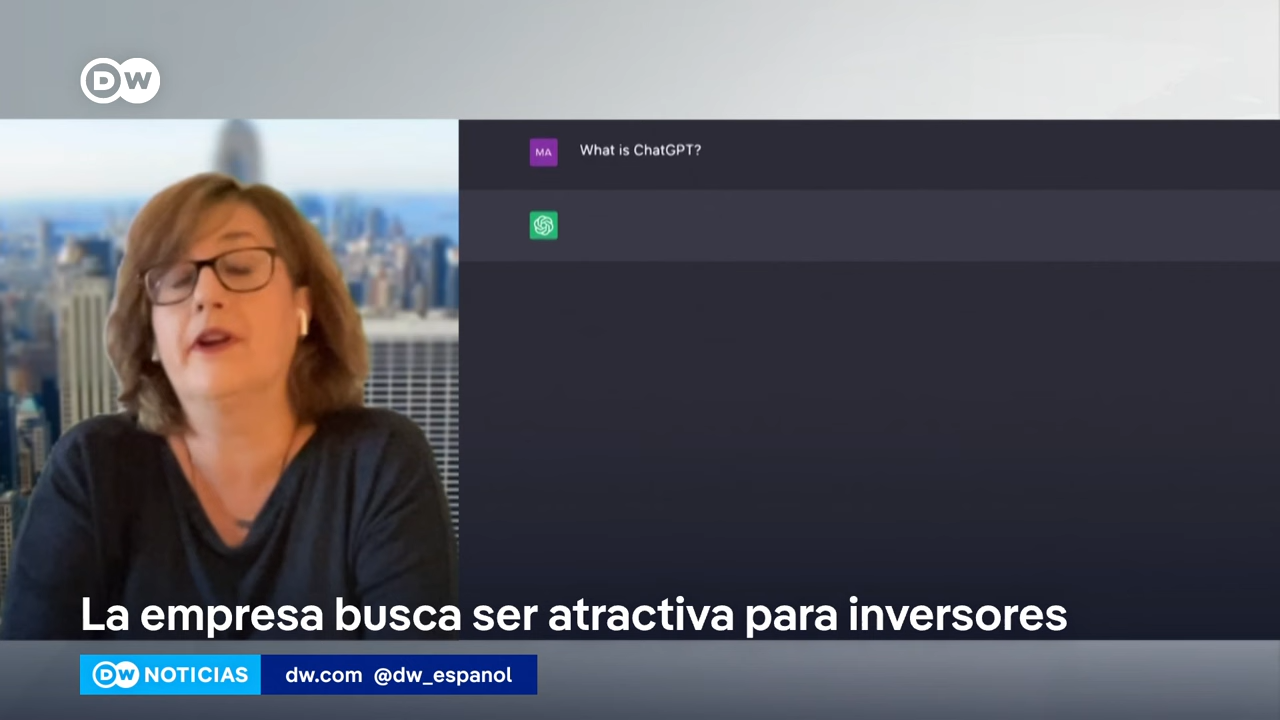 DW
MA
What is ChatGPT?
La empresa busca ser atractiva para inversores
DW NOTICIAS
dw.com @dw_espanol